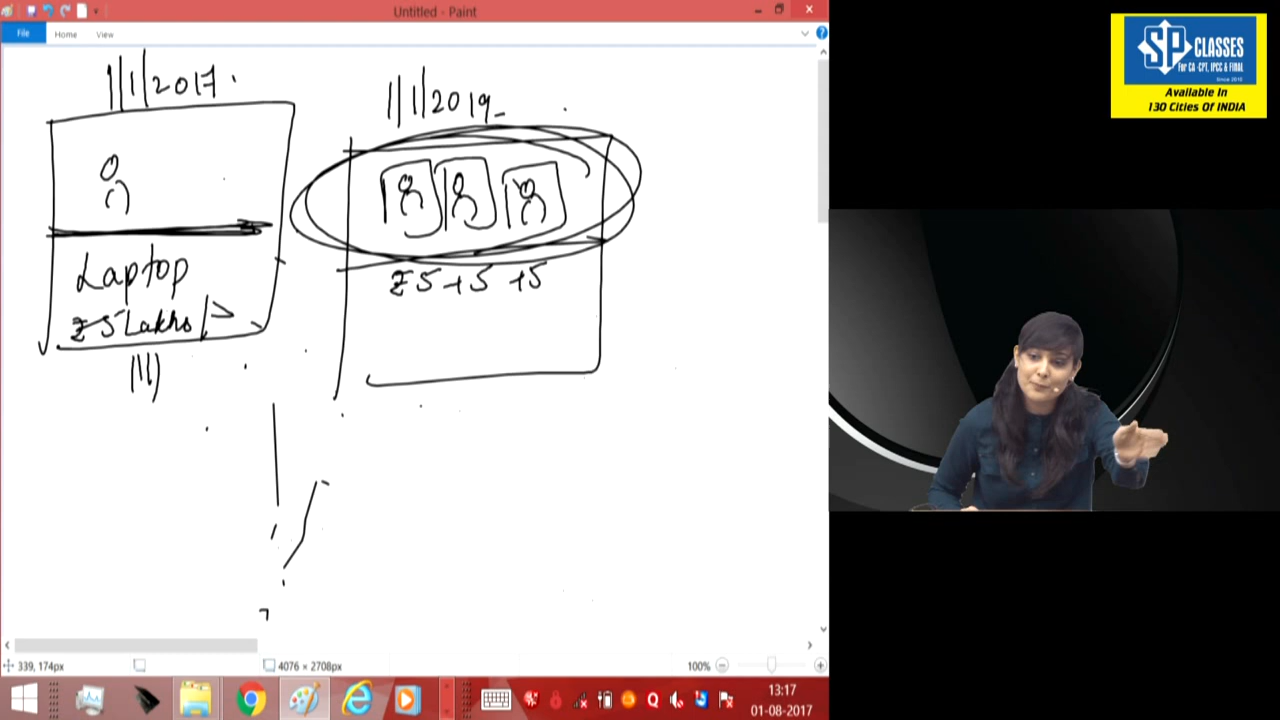 Untitled - Paint
File
Home
View
1/1/2017.
1/1/2019
Laptop
₹5 Lakhs/
₹5+5+5
SP CLASSES
For CA -CPT, IPCC & FINAL
Since 2010
Available In
130 Cities Of INDIA
339, 174px
4076 × 2708px
100%
13:17
01-08-2017